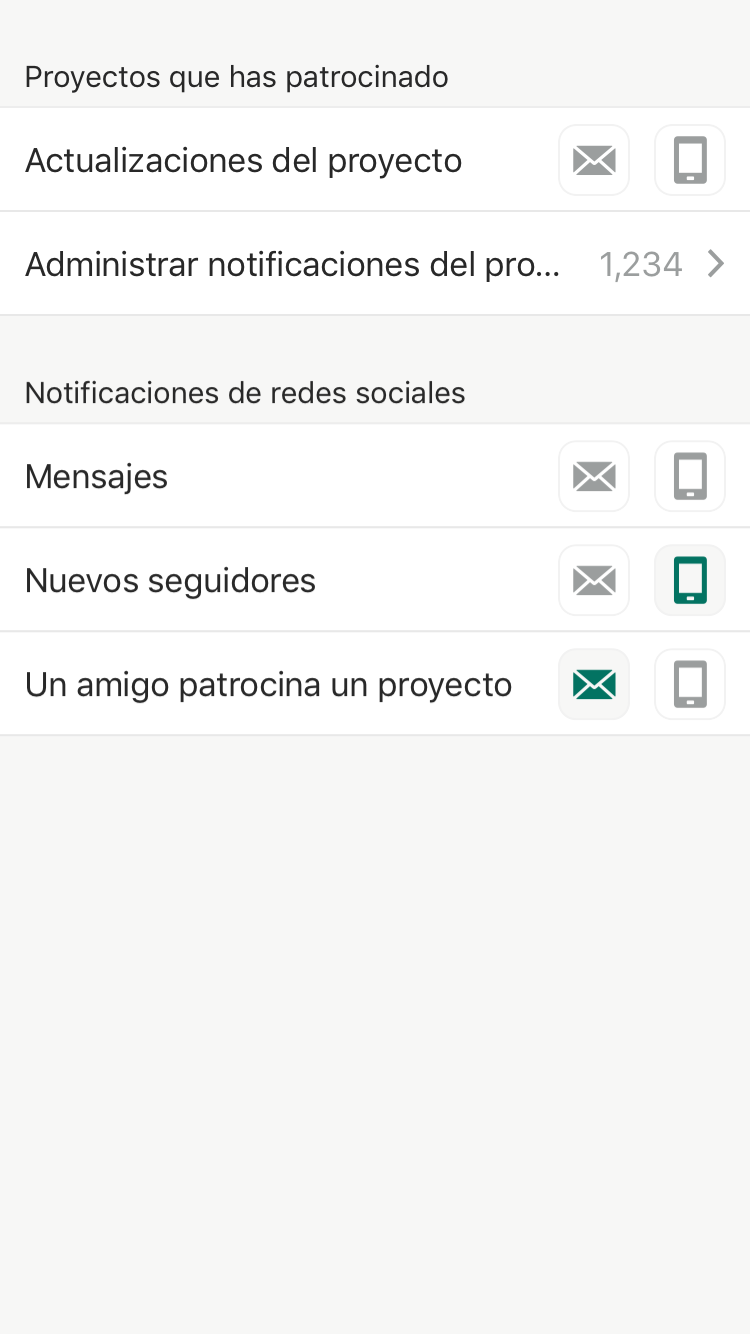 Proyectos que has patrocinado
Actualizaciones del proyecto
Administrar notificaciones del pro... 1,234
Notificaciones de redes sociales
Mensajes
Nuevos seguidores
Un amigo patrocina un proyecto